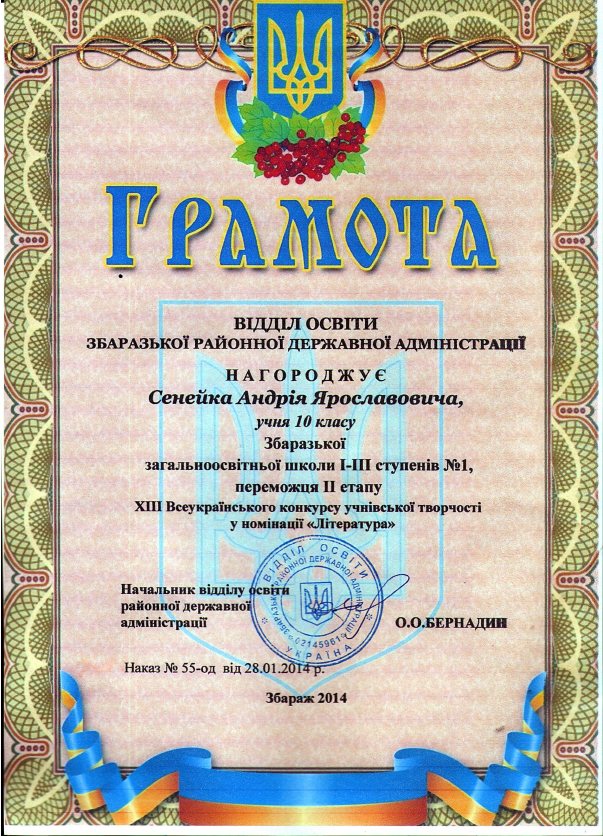 ГРАМОТА
ВІДДІЛ ОСВІТИ
ЗБАРАЗЬКОЇ РАЙОННОЇ ДЕРЖАВНОЇ АДМІНІСТРАЦІЇ
НАГОРОДЖУЄ
Сенейка Андрія Ярославовича,
учня 10 класу
Збаразької
загальноосвітньої школи І-ІІІ ступенів №1,
переможця ІІ етапу
ХІІІ Всеукраїнського конкурсу учнівської творчості
у номінації «Література»
Начальник відділу освіти
районної державної
адміністрації О.О.БЕРНАДИН
ВІДДІЛ ОСВІТИ
ЗБАРАЗЬКОЇ РАЙОННОЇ ДЕРЖАВНОЇ АДМІНІСТРАЦІЇ
УКРАЇНА
Наказ № 55-од від 28.01.2014 р.
Збараж 2014